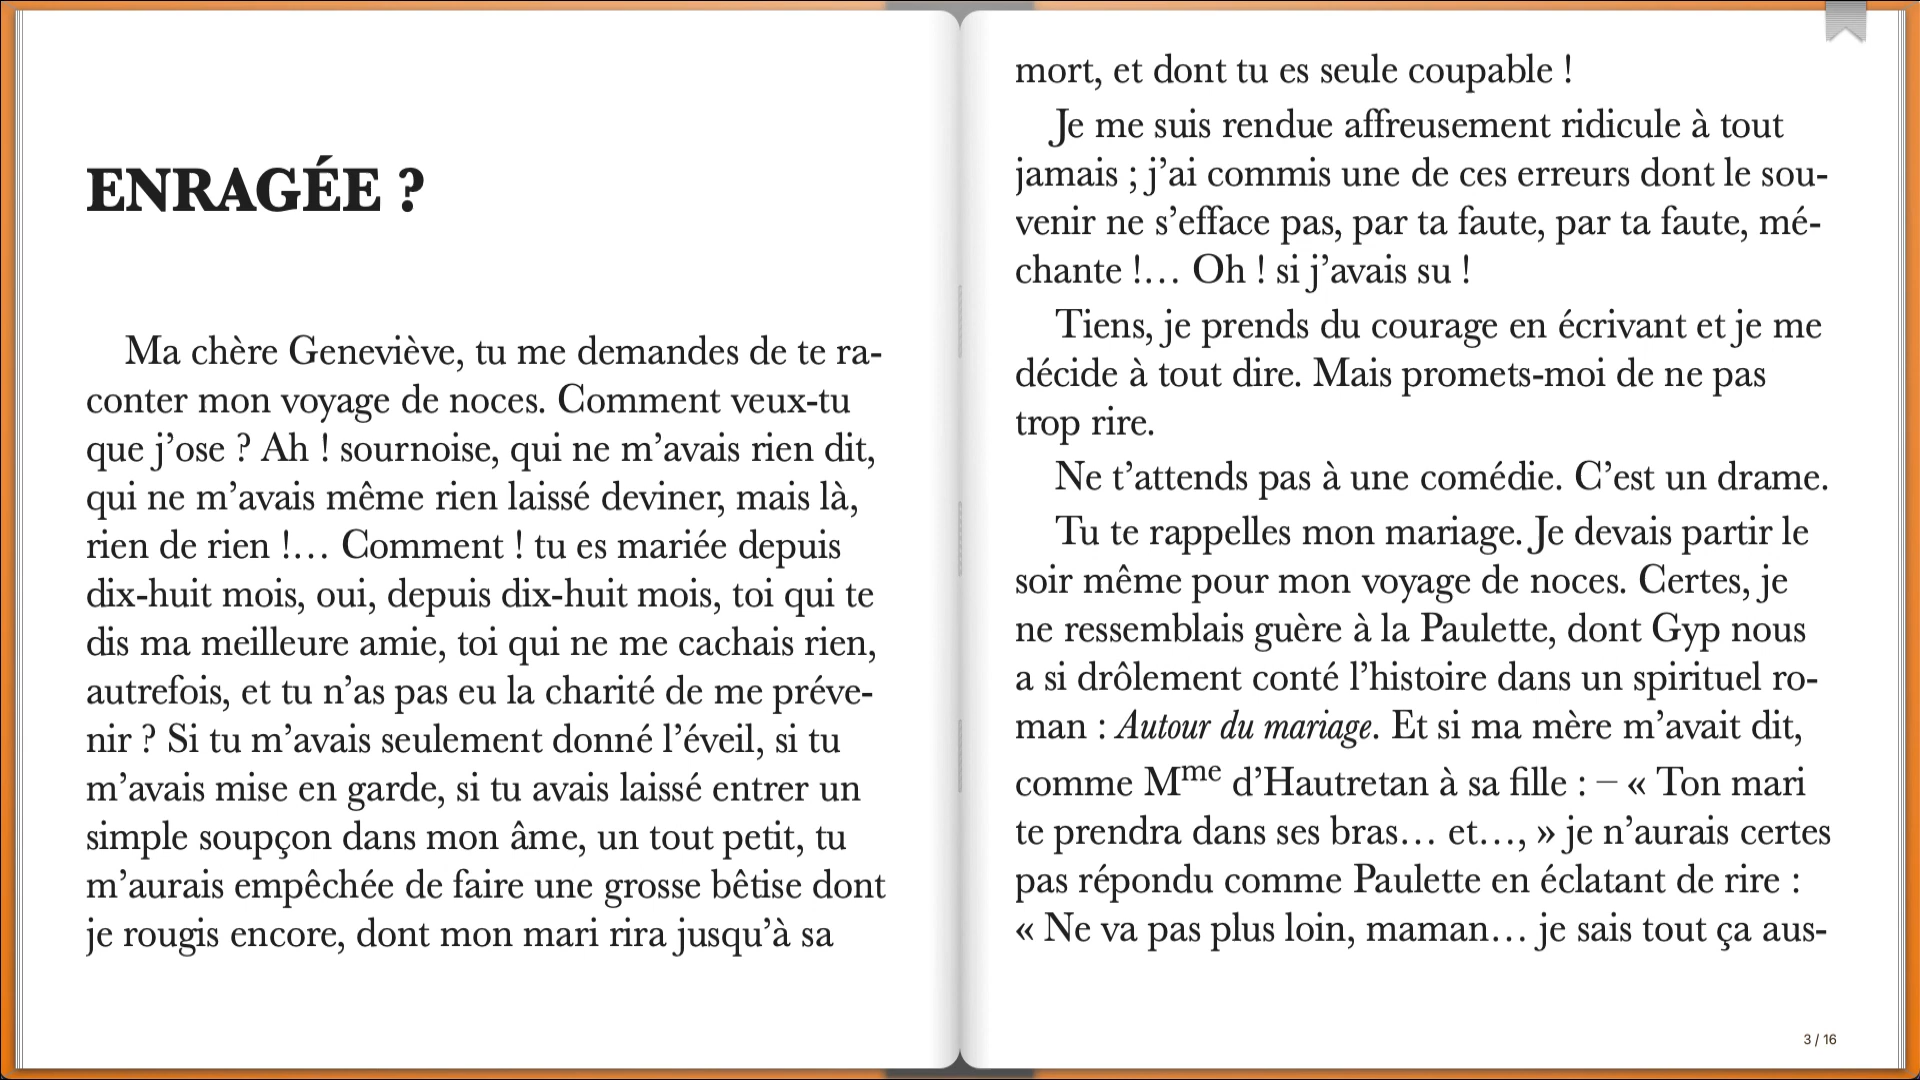 ENRAGÉE ?
Ma chère Geneviève, tu me demandes de te ra-
conter mon voyage de noces. Comment veux-tu
que j’ose ? Ah ! sournoise, qui ne m’avais rien dit,
qui ne m’avais même rien laissé deviner, mais là,
rien de rien !… Comment ! tu es mariée depuis
dix-huit mois, oui, depuis dix-huit mois, toi qui te
dis ma meilleure amie, toi qui ne me cachais rien,
autrefois, et tu n’as pas eu la charité de me préve-
nir ? Si tu m’avais seulement donné l’éveil, si tu
m’avais mise en garde, si tu avais laissé entrer un
simple soupçon dans mon âme, un tout petit, tu
m’aurais empêchée de faire une grosse bêtise dont
je rougis encore, dont mon mari rira jusqu’à sa
mort, et dont tu es seule coupable !
Je me suis rendue affreusement ridicule à tout
jamais ; j’ai commis une de ces erreurs dont le sou-
venir ne s’efface pas, par ta faute, par ta faute, mé-
chante !… Oh ! si j’avais su !
Tiens, je prends du courage en écrivant et je me
décide à tout dire. Mais promets-moi de ne pas
trop rire.
Ne t’attends pas à une comédie. C’est un drame.
Tu te rappelles mon mariage. Je devais partir le
soir même pour mon voyage de noces. Certes, je
ne ressemblais guère à la Paulette, dont Gyp nous
a si drôlement conté l’histoire dans un spirituel ro-
man : Autour du mariage. Et si ma mère m’avait dit,
comme Mme d’Hautretan à sa fille : – « Ton mari
te prendra dans ses bras… et…, » je n’aurais certes
pas répondu comme Paulette en éclatant de rire :
« Ne va pas plus loin, maman… je sais tout ça aus-
3 / 16